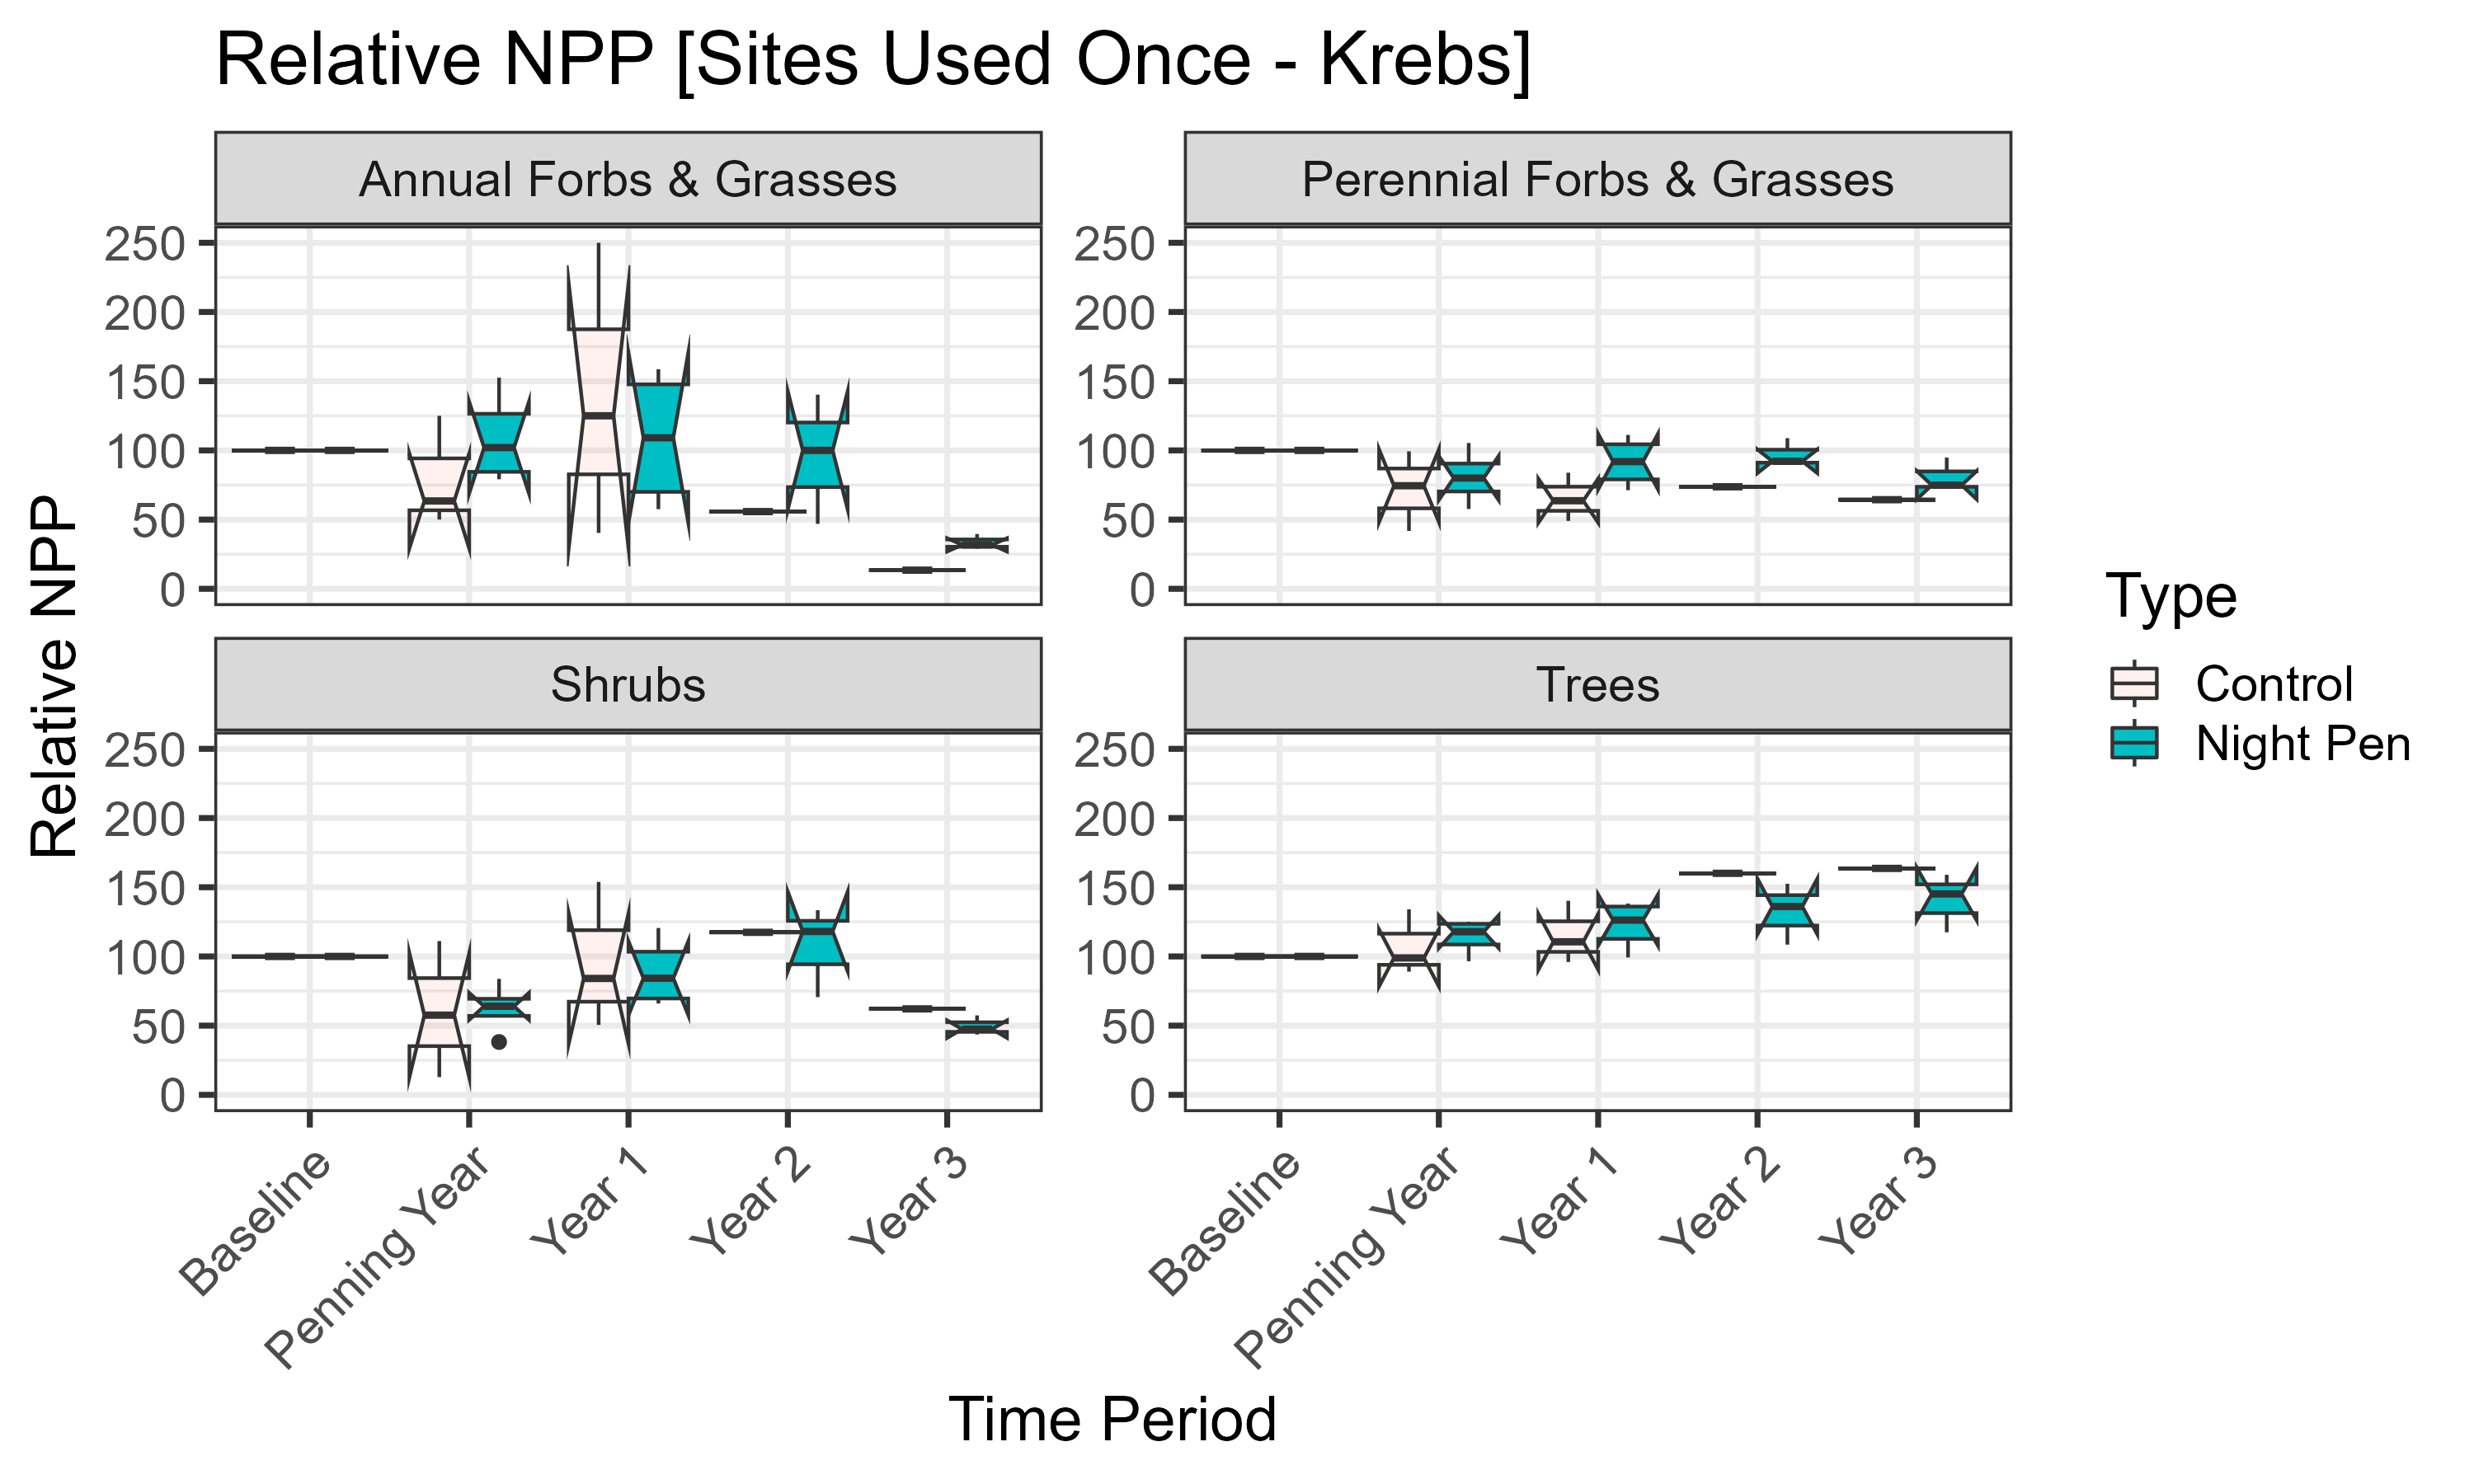 Relative NPP [Sites Used Once - Krebs]
Annual Forbs & Grasses
Perennial Forbs & Grasses
250
200
150
100
50
0
250
200
150
100
50
0
Shrubs
Trees
250
200
150
100
50
0
250
200
150
100
50
0
Relative NPP
Baseline
Penning Year
Year 1
Year 2
Year 3
Baseline
Penning Year
Year 1
Year 2
Year 3
Time Period
Type
Control
Night Pen